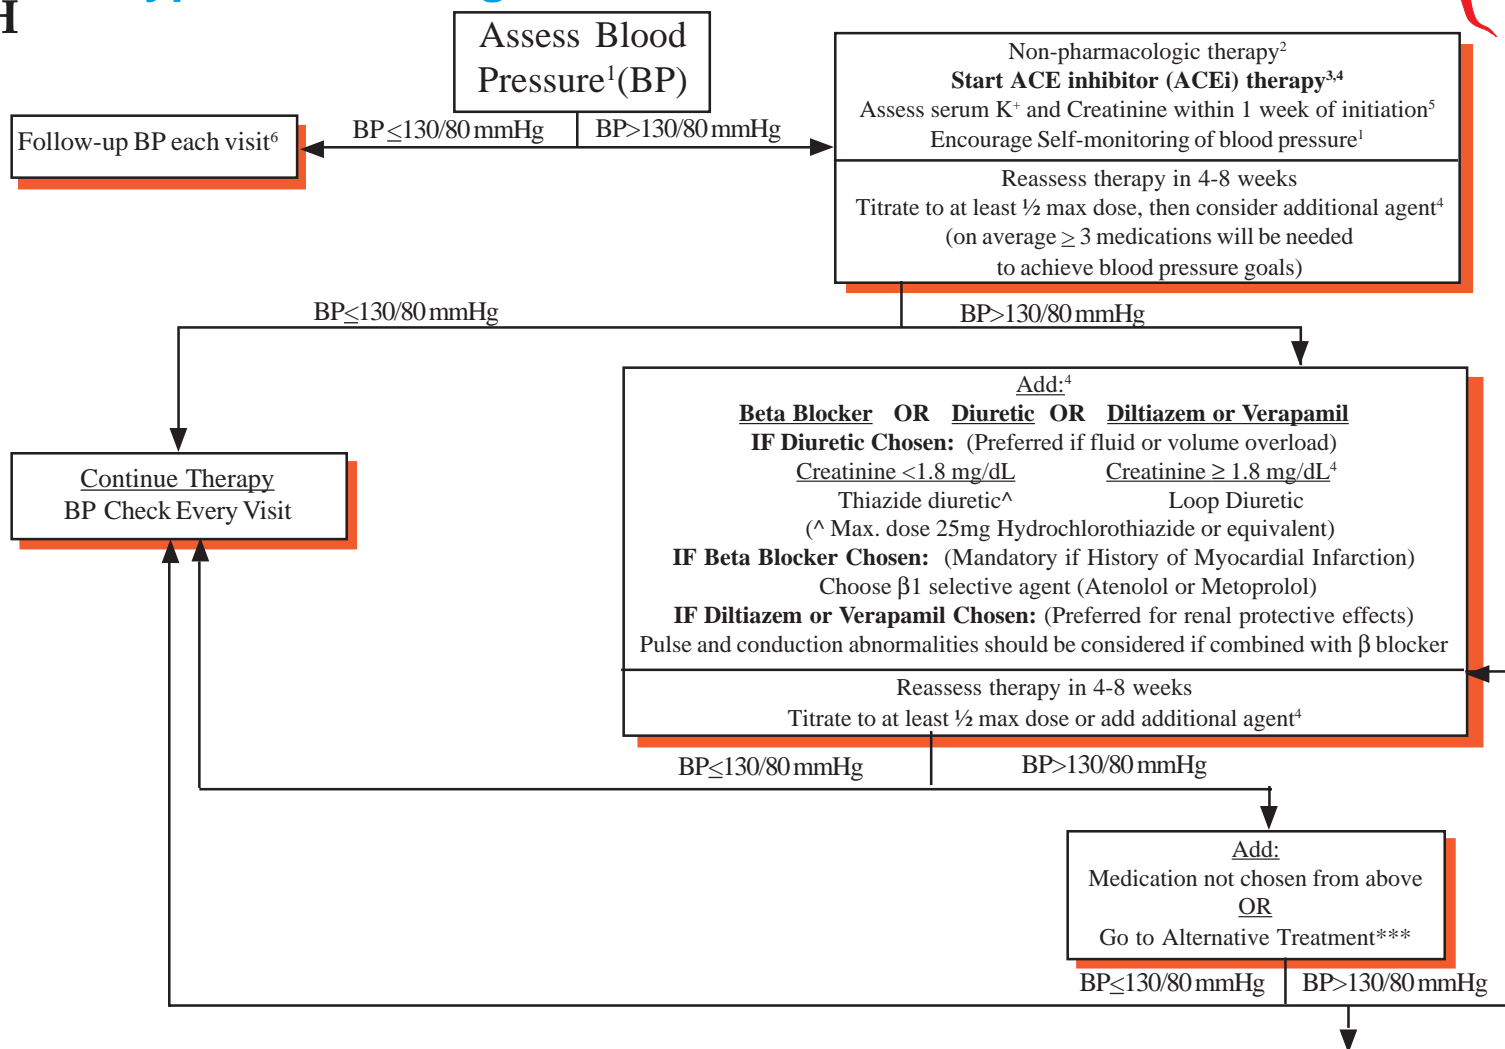 H
Assess Blood
Pressure¹(BP)
Non-pharmacologic therapy²
Start ACE inhibitor (ACEi) therapy³,⁴
Assess serum K⁺ and Creatinine within 1 week of initiation⁵
Encourage Self-monitoring of blood pressure¹
BP≤130/80 mmHg
BP>130/80 mmHg
Follow-up BP each visit⁶
Reassess therapy in 4-8 weeks
Titrate to at least ½ max dose, then consider additional agent⁴
(on average ≥ 3 medications will be needed
to achieve blood pressure goals)
BP≤130/80 mmHg
BP>130/80 mmHg
Add:⁴
Beta Blocker OR Diuretic OR Diltiazem or Verapamil
IF Diuretic Chosen: (Preferred if fluid or volume overload)
Creatinine <1.8 mg/dL Creatinine ≥ 1.8 mg/dL⁴
Thiazide diuretic^ Loop Diuretic
(^ Max. dose 25mg Hydrochlorothiazide or equivalent)
IF Beta Blocker Chosen: (Mandatory if History of Myocardial Infarction)
Choose β1 selective agent (Atenolol or Metoprolol)
IF Diltiazem or Verapamil Chosen: (Preferred for renal protective effects)
Pulse and conduction abnormalities should be considered if combined with β blocker
Continue Therapy
BP Check Every Visit
Reassess therapy in 4-8 weeks
Titrate to at least ½ max dose or add additional agent⁴
BP≤130/80 mmHg
BP>130/80 mmHg
Add:
Medication not chosen from above
OR
Go to Alternative Treatment***
BP≤130/80 mmHg
BP>130/80 mmHg